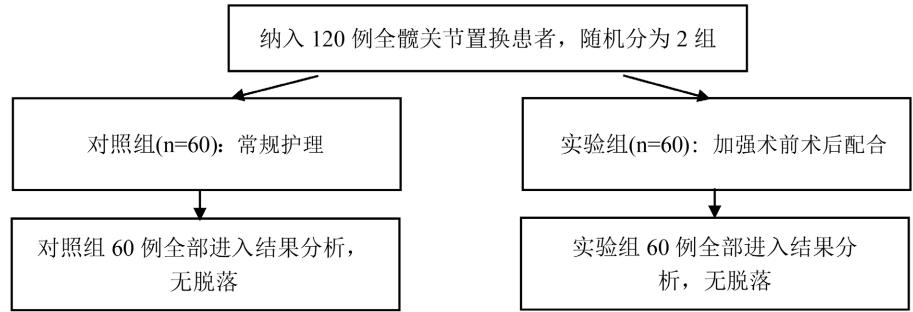 纳入 120 例全髋关节置换患者，随机分为 2 组
对照组(n=60)：常规护理
实验组(n=60)：加强术前术后配合
对照组 60 例全部进入结果分析，
无脱落
实验组 60 例全部进入结果分
析，无脱落